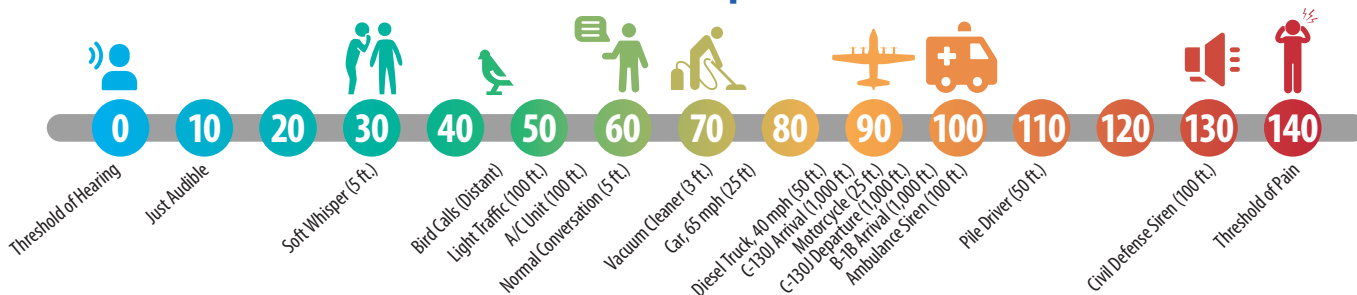 0
10
20
30
40
50
60
70
80
90
100
110
120
130
140
Threshold of Hearing
Just Audible
Soft Whisper (5 ft.)
Bird Calls (Distant)
Light Traffic (100 ft.)
A/C Unit (100 ft.)
Normal Conversation (5 ft.)
Vacuum Cleaner (3 ft.)
Car, 65 mph (25 ft)
Diesel Truck, 40 mph (50 ft.)
C-130J Arrival (1,000 ft.)
Motorcycle (25 ft.)
C-130J Departure (1,000 ft.)
B-1B Arrival (1,000 ft.)
Ambulance Siren (100 ft.)
Pile Driver (50 ft.)
Civil Defense Siren (100 ft.)
Threshold of Pain